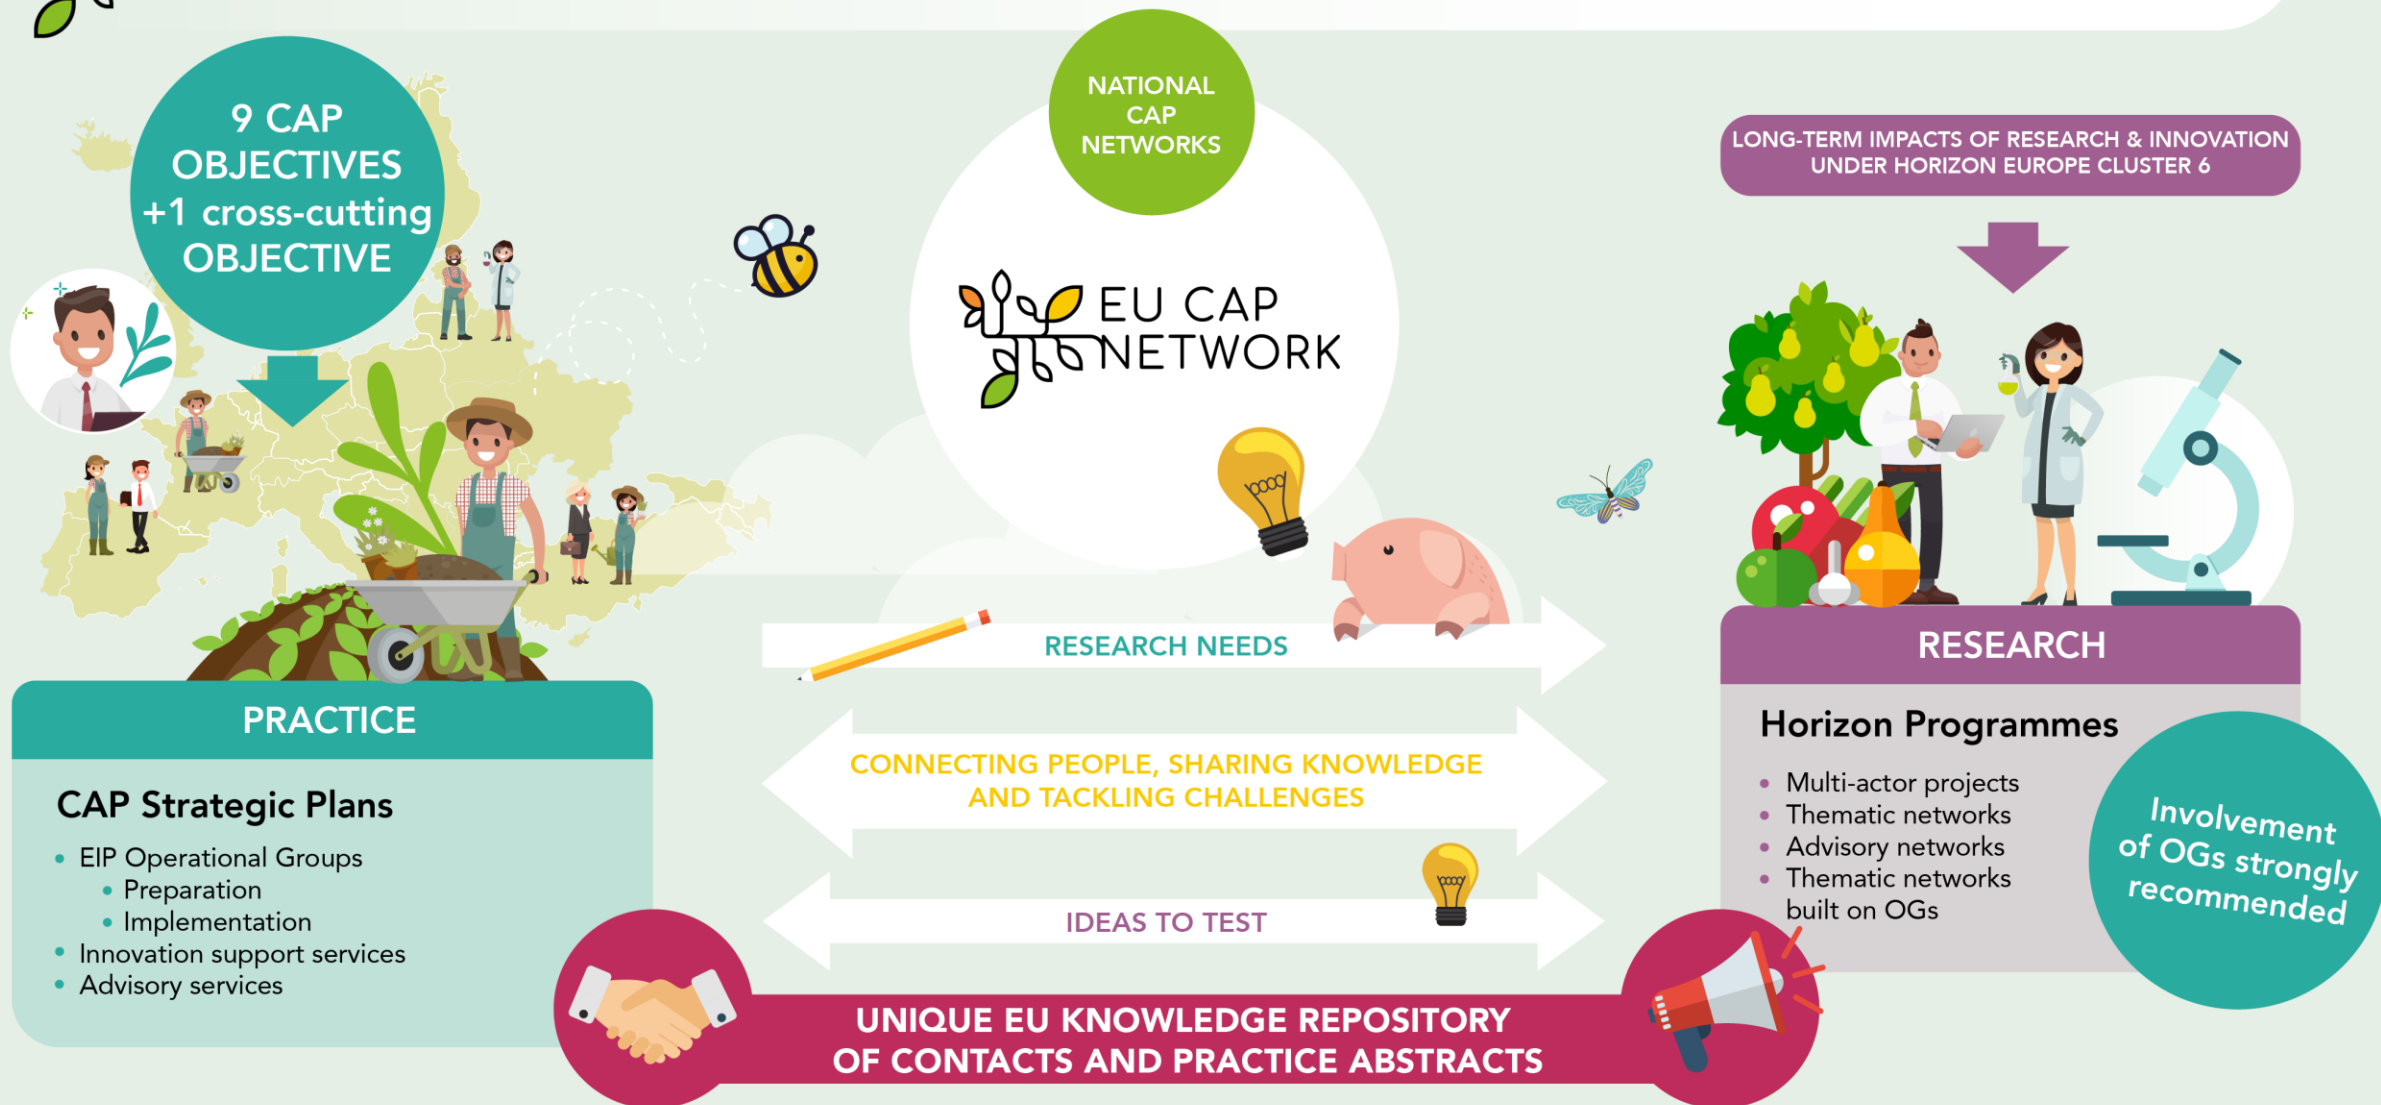 9 CAP
OBJECTIVES
+1 cross-cutting
OBJECTIVE
NATIONAL
CAP
NETWORKS
EU CAP
NETWORK
LONG-TERM IMPACTS OF RESEARCH & INNOVATION
UNDER HORIZON EUROPE CLUSTER 6
PRACTICE
CAP Strategic Plans
• EIP Operational Groups
• Preparation
• Implementation
• Innovation support services
• Advisory services
RESEARCH NEEDS
CONNECTING PEOPLE, SHARING KNOWLEDGE
AND TACKLING CHALLENGES
IDEAS TO TEST
RESEARCH
Horizon Programmes
• Multi-actor projects
• Thematic networks
• Advisory networks
• Thematic networks
built on OGs
Involvement
of OGs strongly
recommended
UNIQUE EU KNOWLEDGE REPOSITORY
OF CONTACTS AND PRACTICE ABSTRACTS